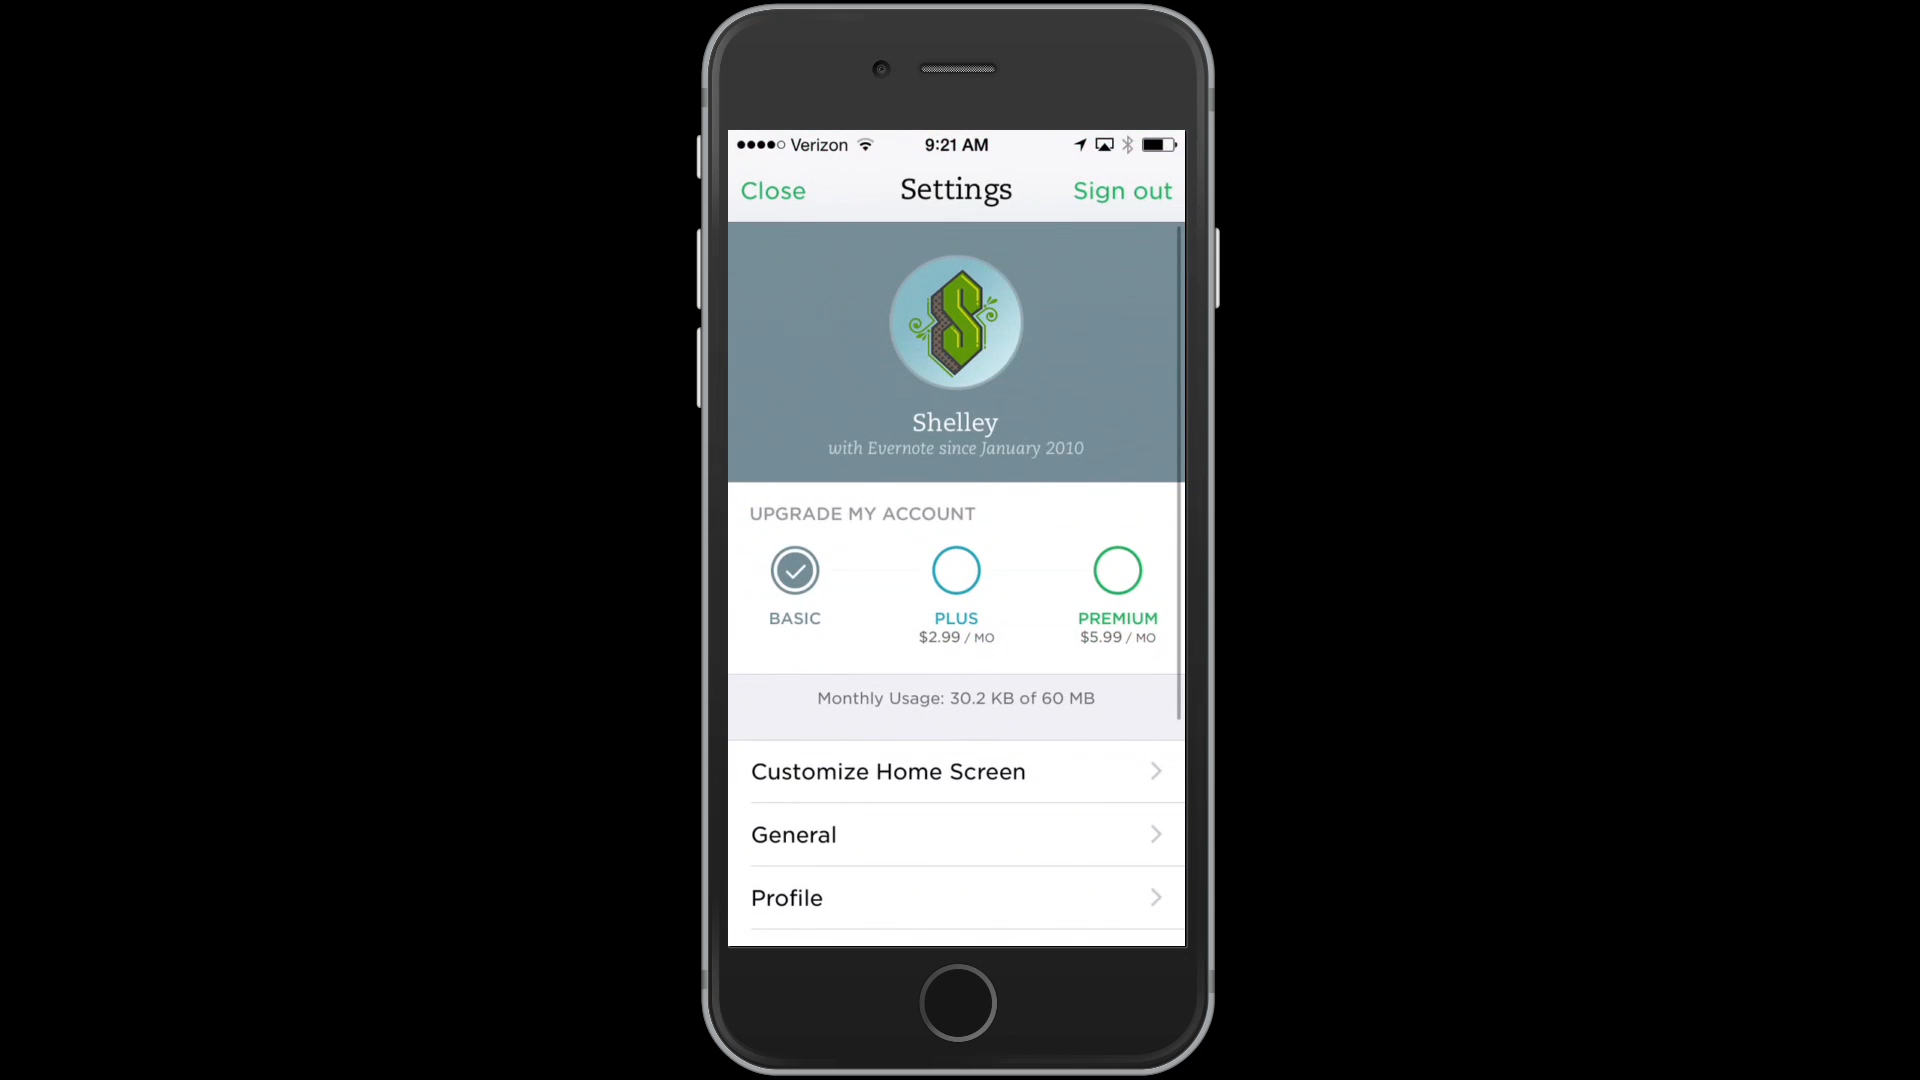 Verizon 9:21 AM
Close Settings Sign out
Shelley
with Evernote since January 2010
UPGRADE MY ACCOUNT
BASIC PLUS PREMIUM
$2.99 / MO $5.99 / MO
Monthly Usage: 30.2 KB of 60 MB
Customize Home Screen
General
Profile